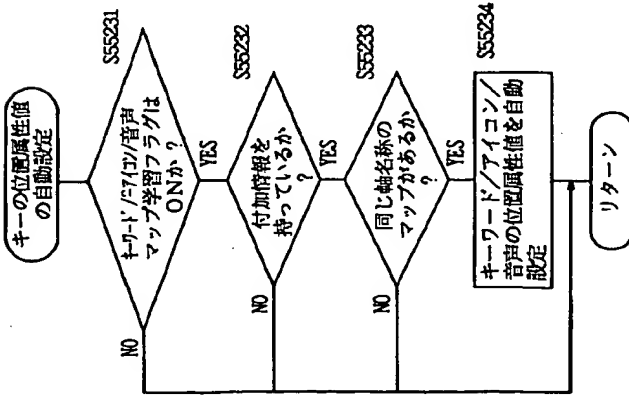 キーの位置属性値
の自動設定
S55231
キーワード/アイコン/音声
マップ学習フラグは
ONか?
NO
YES
S55232
付加情報を
持っているか
?
NO
YES
S55233
同じ軸名称の
マップがあるか
?
NO
YES
S55234
キーワード/アイコン/
音声の位置属性値を自動
設定
リターン